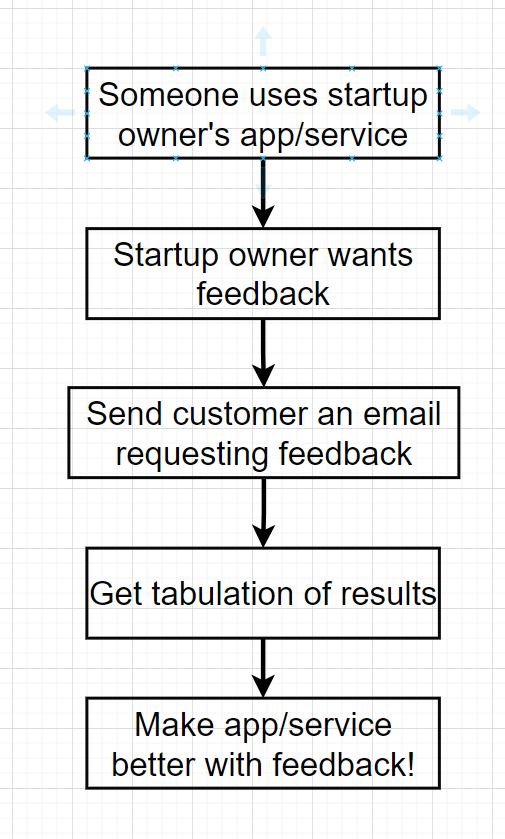 Someone uses startup
owner's app/service
Startup owner wants
feedback
Send customer an email
requesting feedback
Get tabulation of results
Make app/service
better with feedback!